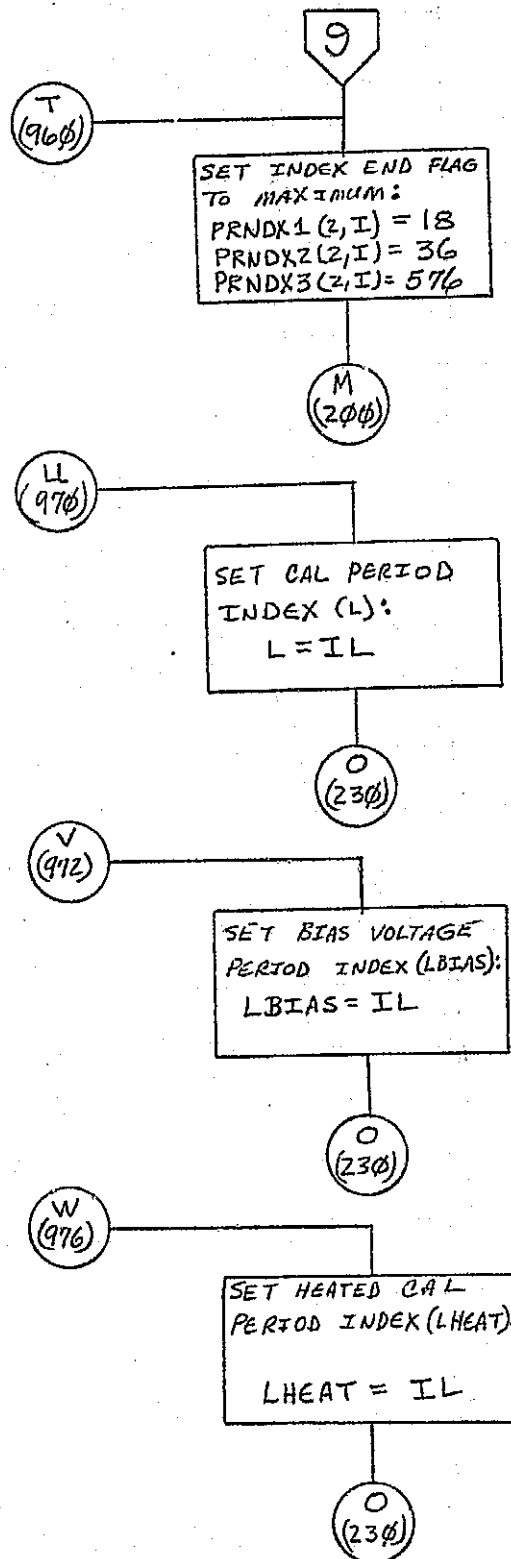 9
T
(96Ø)
SET INDEX END FLAG
TO MAXIMUM:
PRNDX1(2,I) = 18
PRNDX2(2,I) = 36
PRNDX3(2,I) = 576
M
(2ØØ)
LL
(97Ø)
SET CAL PERIOD
INDEX (L):
L = IL
O
(23Ø)
V
(972)
SET BIAS VOLTAGE
PERIOD INDEX (LBIAS):
LBIAS = IL
O
(23Ø)
W
(976)
SET HEATED CAL
PERIOD INDEX (LHEAT)
LHEAT = IL
O
(23Ø)